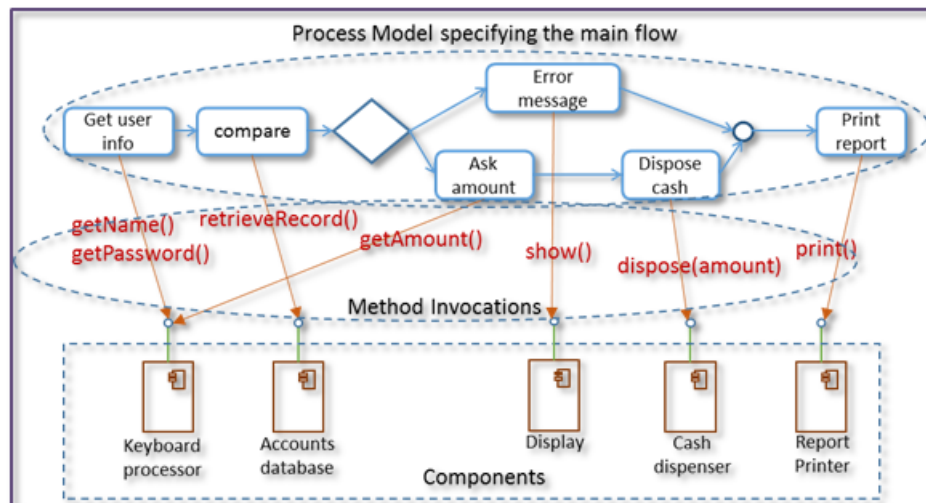 Process Model specifying the main flow
Error
message
Get user
info
compare
Print
report
Ask
amount
Dispose
cash
getName()
getPassword()
retrieveRecord()
getAmount()
show()
dispose(amount)
print()
Method Invocations
Keyboard
processor
Accounts
database
Display
Cash
dispenser
Report
Printer
Components